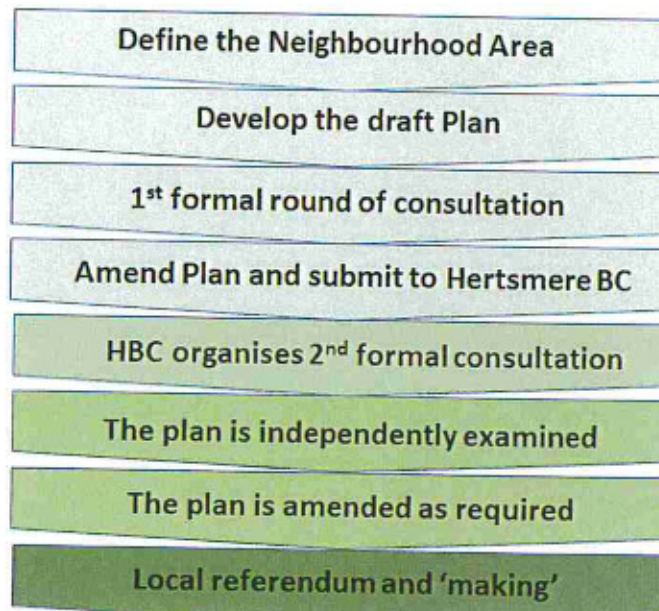 Define the Neighbourhood Area
Develop the draft Plan
1st formal round of consultation
Amend Plan and submit to Hertsmere BC
HBC organises 2nd formal consultation
The plan is independently examined
The plan is amended as required
Local referendum and ‘making’